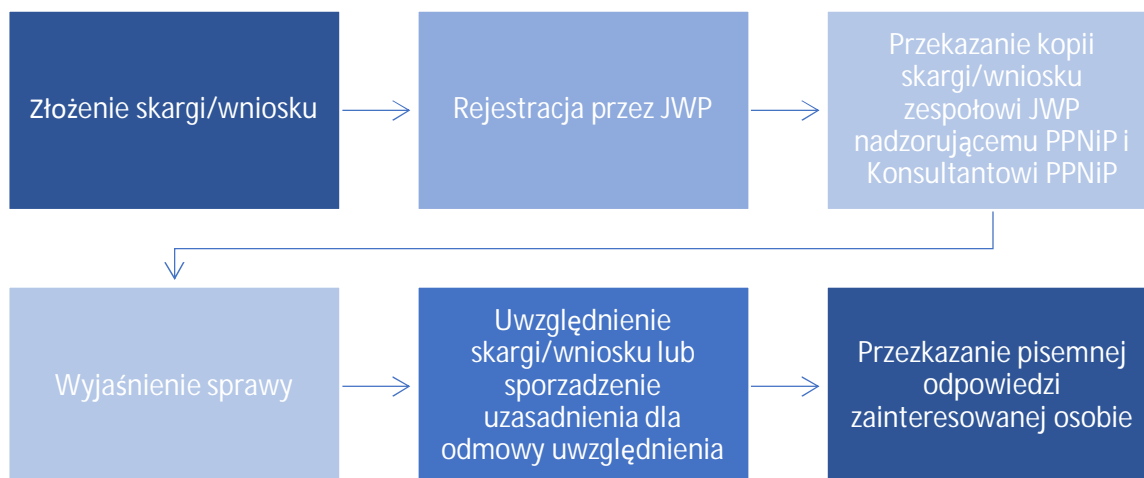 Złożenie skargi/wniosku
Rejestracja przez JWP
Przekazanie kopii
skargi/wniosku
zespołowi JWP
nadzorującemu PPNiP i
Konsultantowi PPNiP
Wyjaśnienie sprawy
Uwzględnienie
skargi/wniosku lub
sporzadzenie
uzasadnienia dla
odmowy uwzględnienia
Przezkazanie pisemnej
odpowiedzi
zainteresowanej osobie